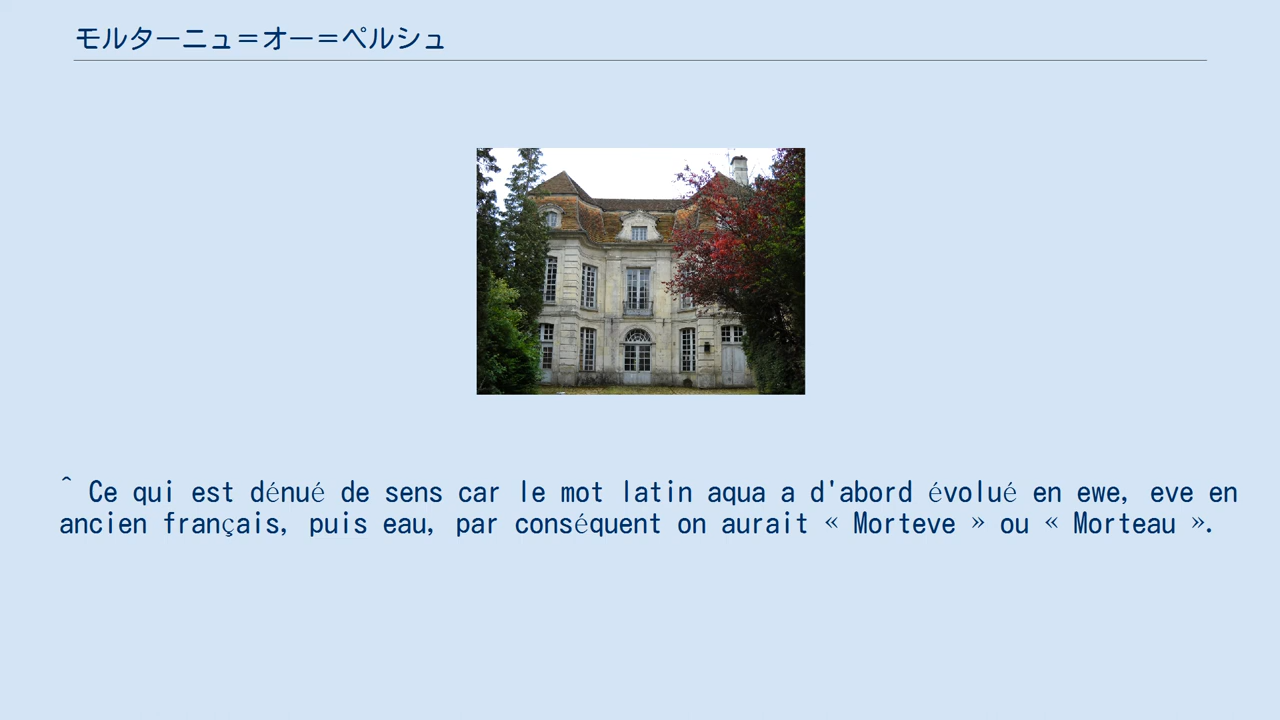 モルターニュ＝オー＝ペルシュ
^ Ce qui est dénué de sens car le mot latin aqua a d'abord évolué en ewe, eve en
ancien français, puis eau, par conséquent on aurait « Morteve » ou « Morteau ».